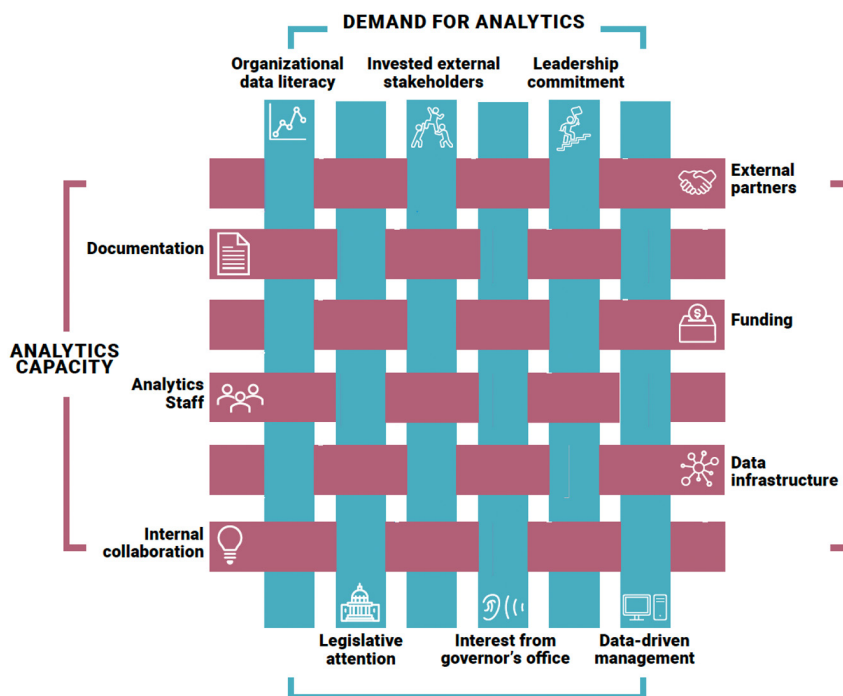 DEMAND FOR ANALYTICS
Organizational
data literacy
Invested external
stakeholders
Leadership
commitment
External
partners
Documentation
Funding
ANALYTICS
CAPACITY
Analytics
Staff
Data
infrastructure
Internal
collaboration
Legislative
attention
Interest from
governor's office
Data-driven
management